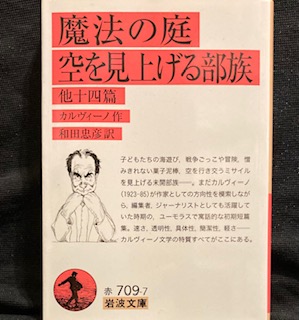 魔法の庭
空を見上げる部族
他十四篇
カルヴィーノ作
和田忠彦訳
子どもたちの海遊び、戦争ごっこや冒険、憎
みきれない菓子泥棒、空を行き交うミサイル
を見上げる未開部族――。まだカルヴィーノ
(1923-85)が作家としての方向性を模索しなが
ら、編集者、ジャーナリストとしても活躍して
いた時期の、ユーモラスで寓話的な初期短篇
集。速さ、透明性、具体性、簡潔性、軽さ――
カルヴィーノ文学の特質すべてがここにある。
赤 709-7
岩波文庫